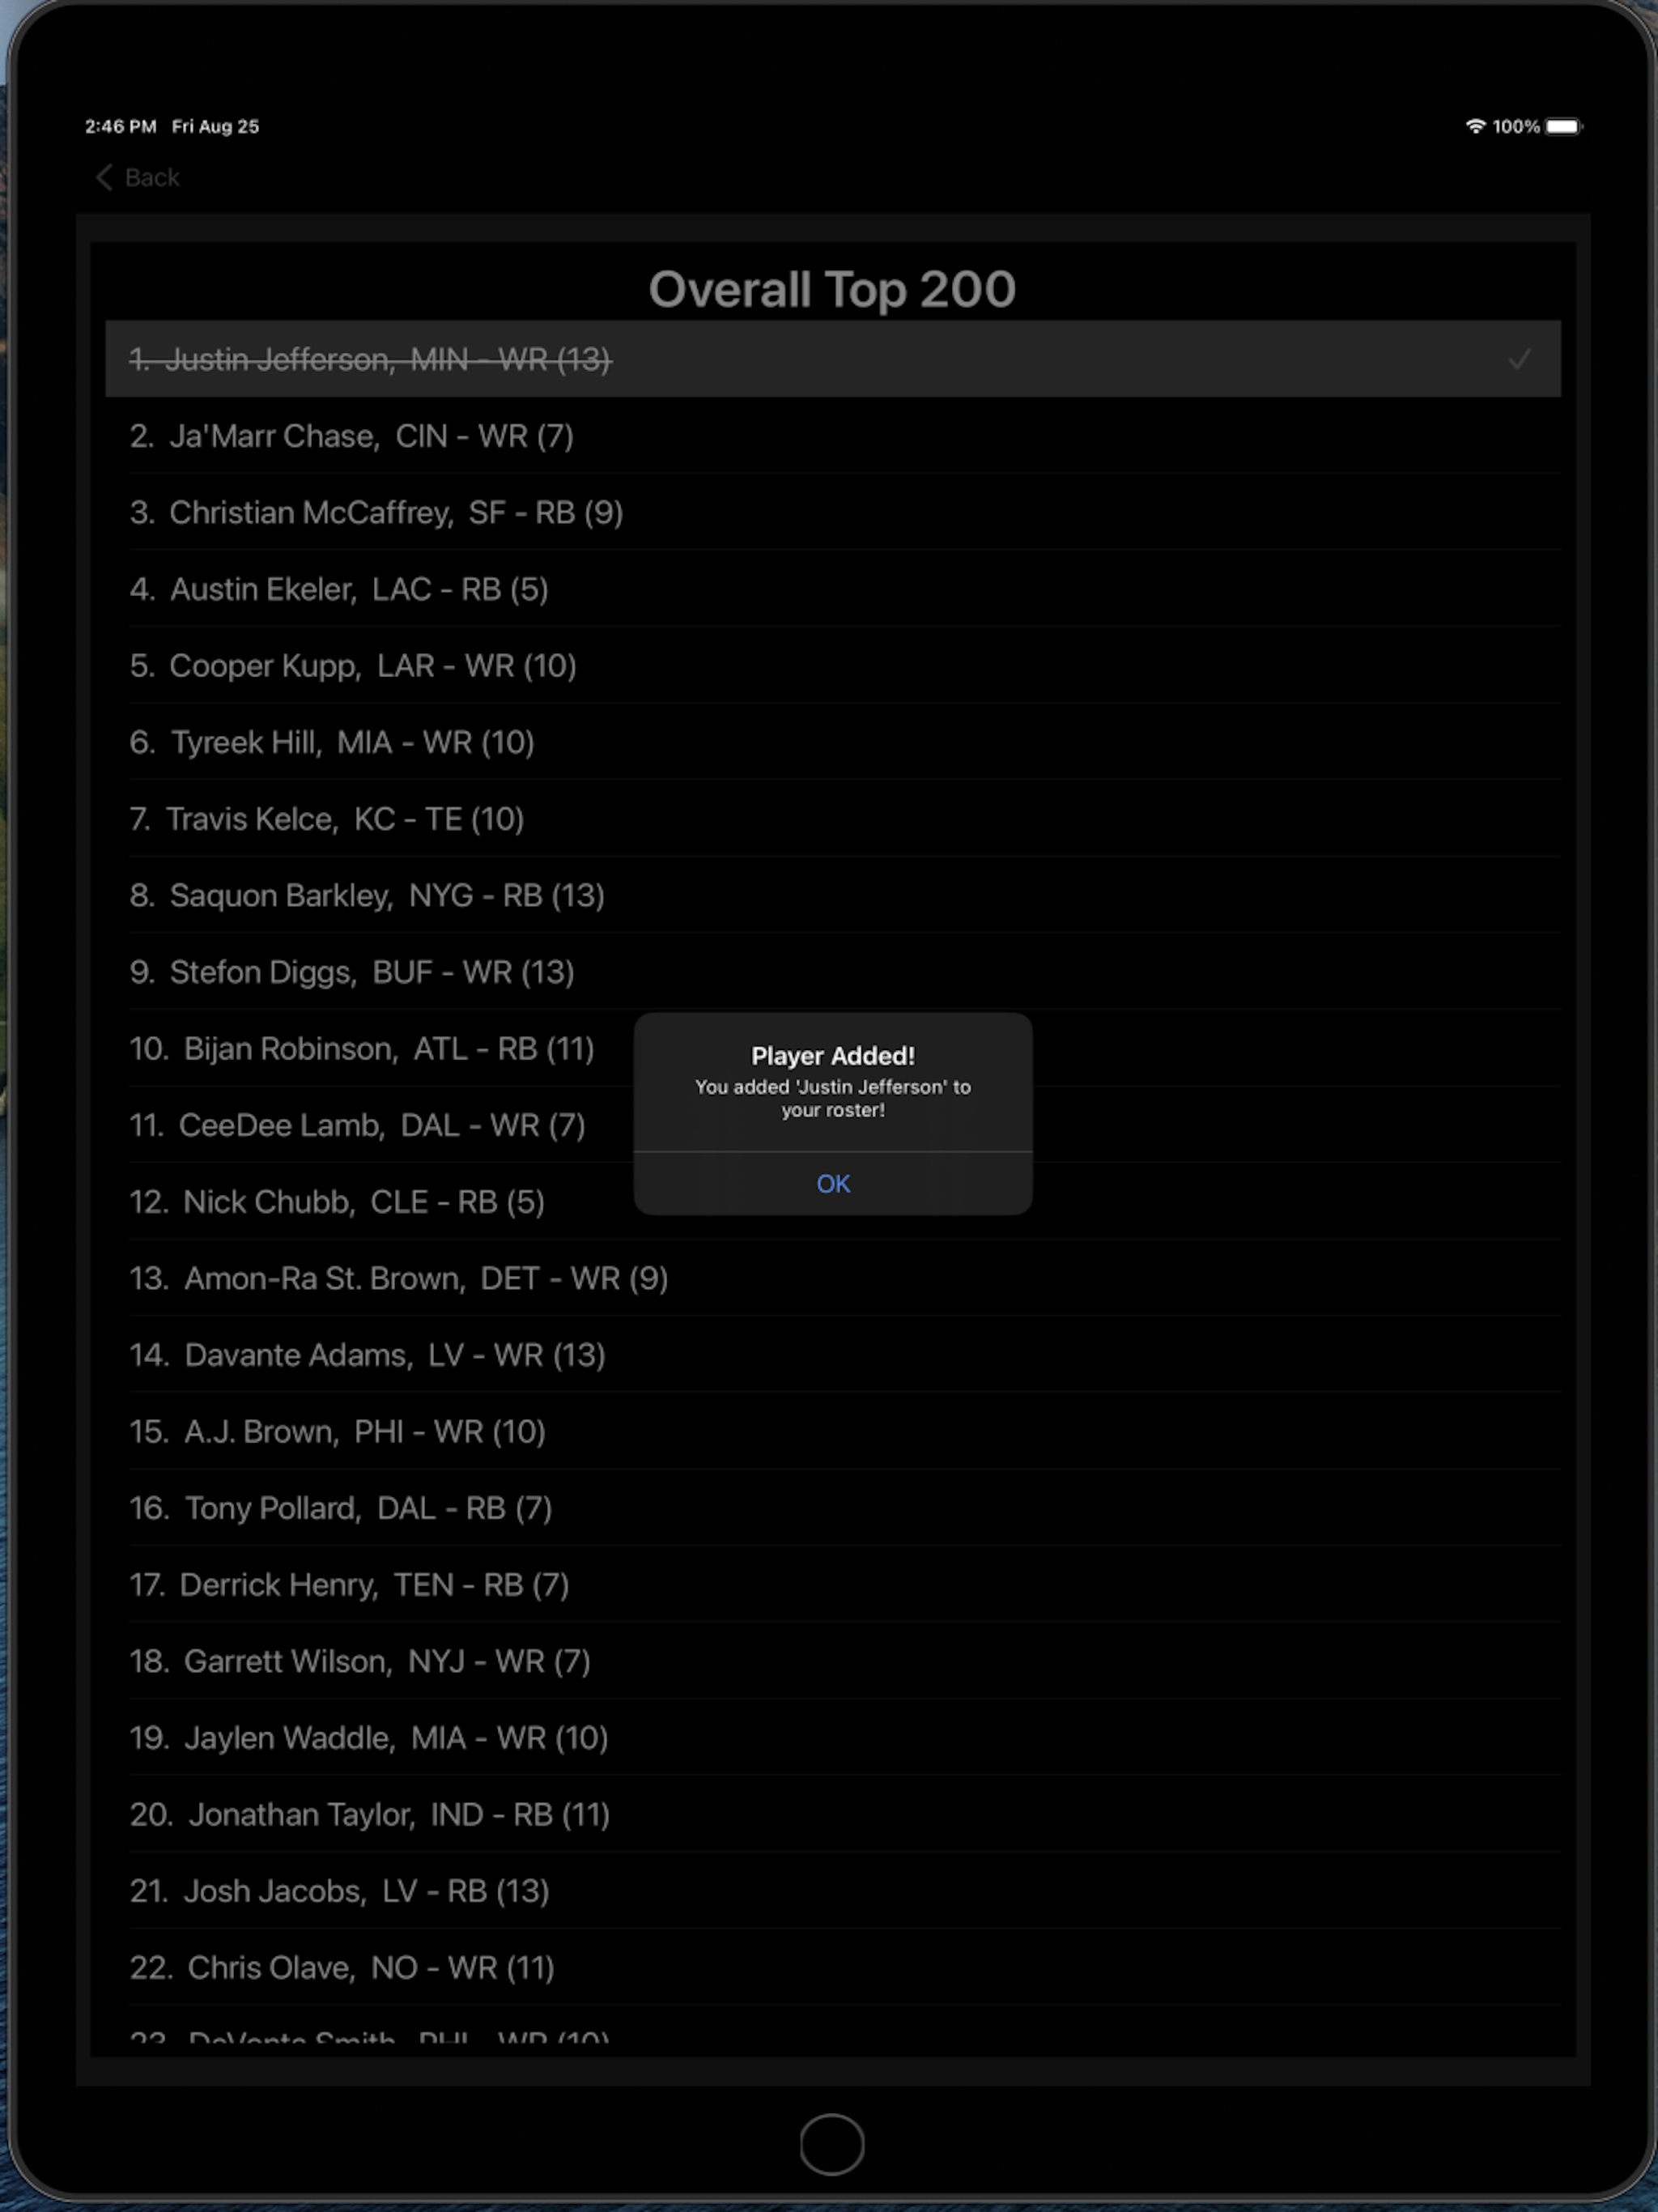 2:46 PM Fri Aug 25
100%
Back
Overall Top 200
1. Justin Jefferson, MIN - WR (13)
2. Ja'Marr Chase, CIN - WR (7)
3. Christian McCaffrey, SF - RB (9)
4. Austin Ekeler, LAC - RB (5)
5. Cooper Kupp, LAR - WR (10)
6. Tyreek Hill, MIA - WR (10)
7. Travis Kelce, KC - TE (10)
8. Saquon Barkley, NYG - RB (13)
9. Stefon Diggs, BUF - WR (13)
10. Bijan Robinson, ATL - RB (11)
11. CeeDee Lamb, DAL - WR (7)
12. Nick Chubb, CLE - RB (5)
13. Amon-Ra St. Brown, DET - WR (9)
14. Davante Adams, LV - WR (13)
15. A.J. Brown, PHI - WR (10)
16. Tony Pollard, DAL - RB (7)
17. Derrick Henry, TEN - RB (7)
18. Garrett Wilson, NYJ - WR (7)
19. Jaylen Waddle, MIA - WR (10)
20. Jonathan Taylor, IND - RB (11)
21. Josh Jacobs, LV - RB (13)
22. Chris Olave, NO - WR (11)
23. DeVonta Smith, PHI - WR (10)
Player Added!
You added 'Justin Jefferson' to
your roster!
OK